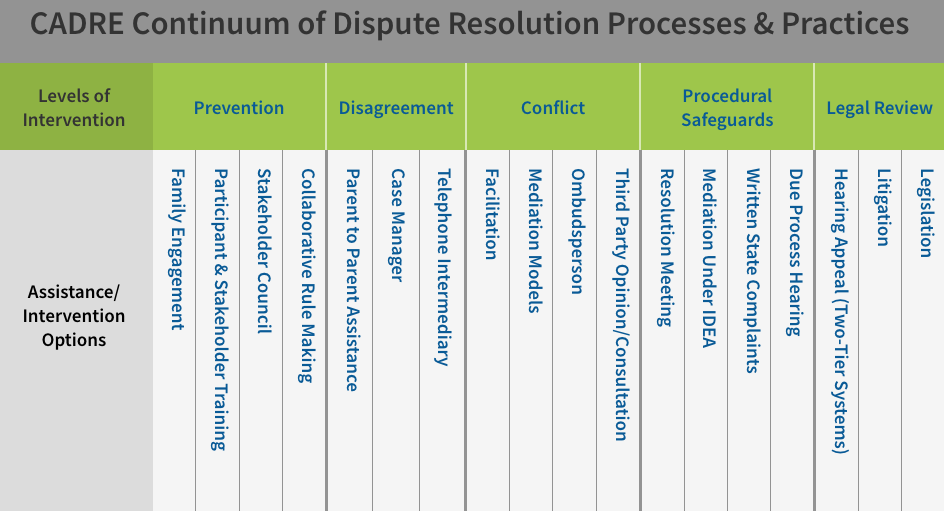 CADRE Continuum of Dispute Resolution Processes & Practices
Levels of
Intervention
Prevention
Disagreement
Conflict
Procedural
Safeguards
Legal Review
Assistance/
Intervention
Options
Family Engagement
Participant & Stakeholder Training
Stakeholder Council
Collaborative Rule Making
Parent to Parent Assistance
Case Manager
Telephone Intermediary
Facilitation
Mediation Models
Ombudsperson
Third Party Opinion/Consultation
Resolution Meeting
Mediation Under IDEA
Written State Complaints
Due Process Hearing
Hearing Appeal (Two-Tier Systems)
Litigation
Legislation